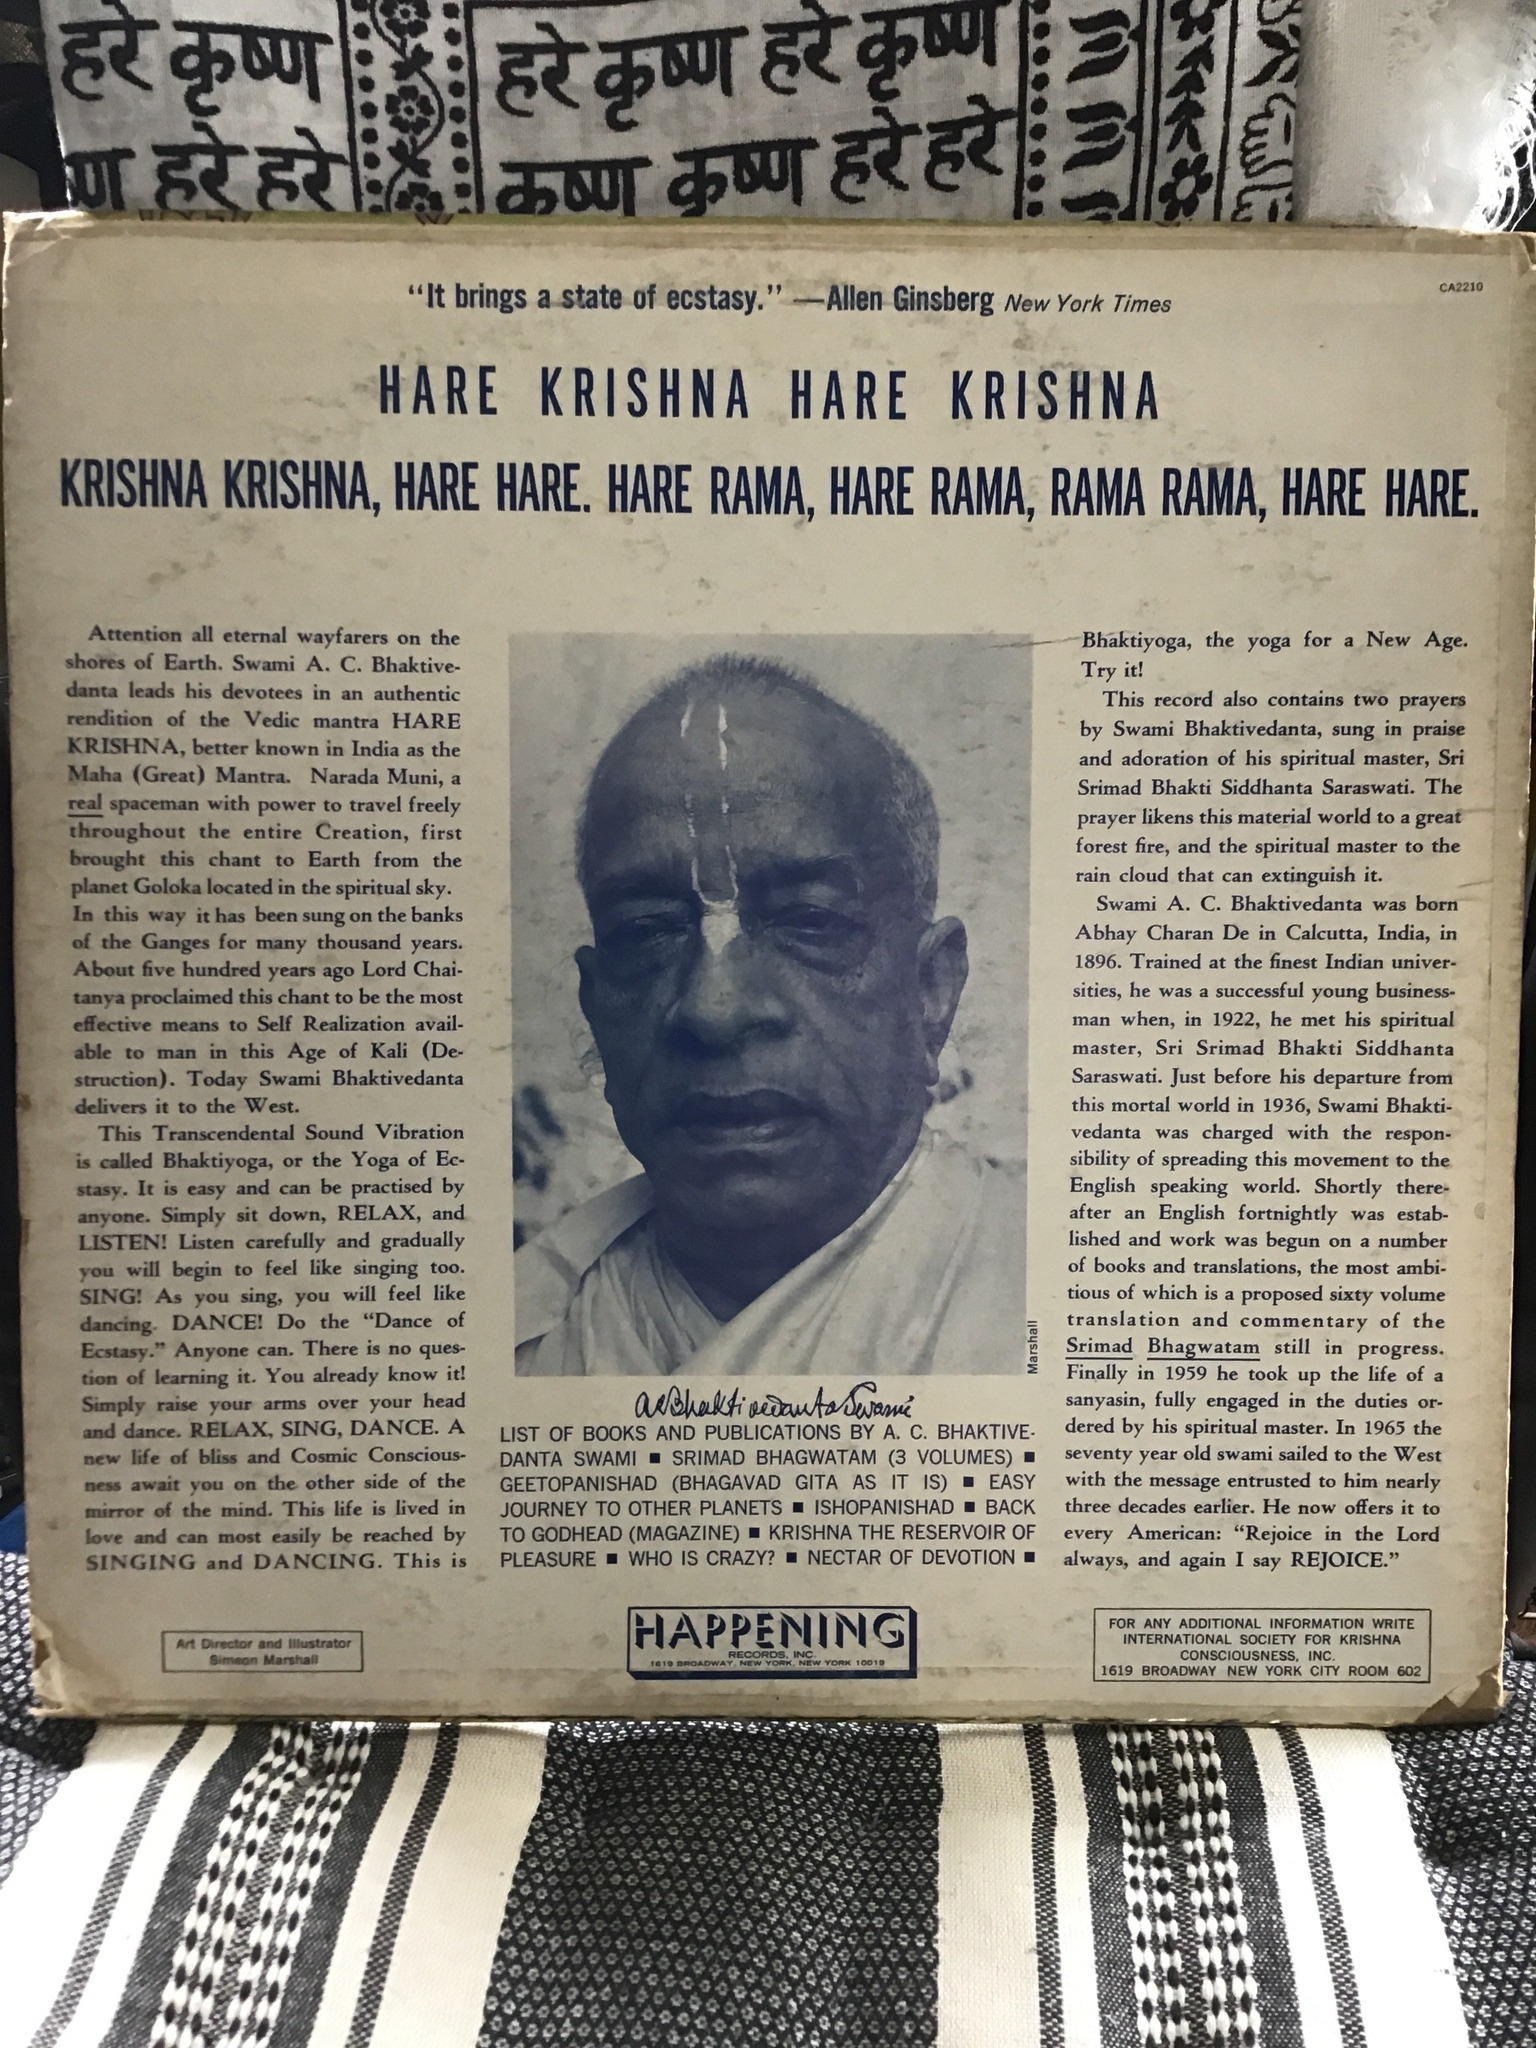 हरे कृष्ण हरे कृष्ण हरे कृष्ण
ष्ण हरे हरे कृष्ण कृष्ण हरे हरे
"It brings a state of ecstasy." —Allen Ginsberg New York Times
CA2210
HARE KRISHNA HARE KRISHNA
KRISHNA KRISHNA, HARE HARE. HARE RAMA, HARE RAMA, RAMA RAMA, HARE HARE.
Attention all eternal wayfarers on the
shores of Earth. Swami A. C. Bhaktive-
danta leads his devotees in an authentic
rendition of the Vedic mantra HARE
KRISHNA, better known in India as the
Maha (Great) Mantra. Narada Muni, a
real spaceman with power to travel freely
throughout the entire Creation, first
brought this chant to Earth from the
planet Goloka located in the spiritual sky.
In this way it has been sung on the banks
of the Ganges for many thousand years.
About five hundred years ago Lord Chai-
tanya proclaimed this chant to be the most
effective means to Self Realization avail-
able to man in this Age of Kali (De-
struction). Today Swami Bhaktivedanta
delivers it to the West.
This Transcendental Sound Vibration
is called Bhaktiyoga, or the Yoga of Ec-
stasy. It is easy and can be practised by
anyone. Simply sit down, RELAX, and
LISTEN! Listen carefully and gradually
you will begin to feel like singing too.
SING! As you sing, you will feel like
dancing. DANCE! Do the "Dance of
Ecstasy." Anyone can. There is no ques-
tion of learning it. You already know it!
Simply raise your arms over your head
and dance. RELAX, SING, DANCE. A
new life of bliss and Cosmic Conscious-
ness await you on the other side of the
mirror of the mind. This life is lived in
love and can most easily be reached by
SINGING and DANCING. This is
Marshall
A C Bhaktivedanta Swami
LIST OF BOOKS AND PUBLICATIONS BY A. C. BHAKTIVE-
DANTA SWAMI ■ SRIMAD BHAGWATAM (3 VOLUMES) ■
GEETOPANISHAD (BHAGAVAD GITA AS IT IS) ■ EASY
JOURNEY TO OTHER PLANETS ■ ISHOPANISHAD ■ BACK
TO GODHEAD (MAGAZINE) ■ KRISHNA THE RESERVOIR OF
PLEASURE ■ WHO IS CRAZY? ■ NECTAR OF DEVOTION ■
Bhaktiyoga, the yoga for a New Age.
Try it!
This record also contains two prayers
by Swami Bhaktivedanta, sung in praise
and adoration of his spiritual master, Sri
Srimad Bhakti Siddhanta Saraswati. The
prayer likens this material world to a great
forest fire, and the spiritual master to the
rain cloud that can extinguish it.
Swami A. C. Bhaktivedanta was born
Abhay Charan De in Calcutta, India, in
1896. Trained at the finest Indian univer-
sities, he was a successful young business-
man when, in 1922, he met his spiritual
master, Sri Srimad Bhakti Siddhanta
Saraswati. Just before his departure from
this mortal world in 1936, Swami Bhakti-
vedanta was charged with the respon-
sibility of spreading this movement to the
English speaking world. Shortly there-
after an English fortnightly was estab-
lished and work was begun on a number
of books and translations, the most ambi-
tious of which is a proposed sixty volume
translation and commentary of the
Srimad Bhagwatam still in progress.
Finally in 1959 he took up the life of a
sanyasin, fully engaged in the duties or-
dered by his spiritual master. In 1965 the
seventy year old swami sailed to the West
with the message entrusted to him nearly
three decades earlier. He now offers it to
every American: "Rejoice in the Lord
always, and again I say REJOICE."
Art Director and Illustrator
Simeon Marshall
HAPPENING
RECORDS, INC.
1619 BROADWAY, NEW YORK, NEW YORK 10019
FOR ANY ADDITIONAL INFORMATION WRITE
INTERNATIONAL SOCIETY FOR KRISHNA
CONSCIOUSNESS, INC.
1619 BROADWAY NEW YORK CITY ROOM 602